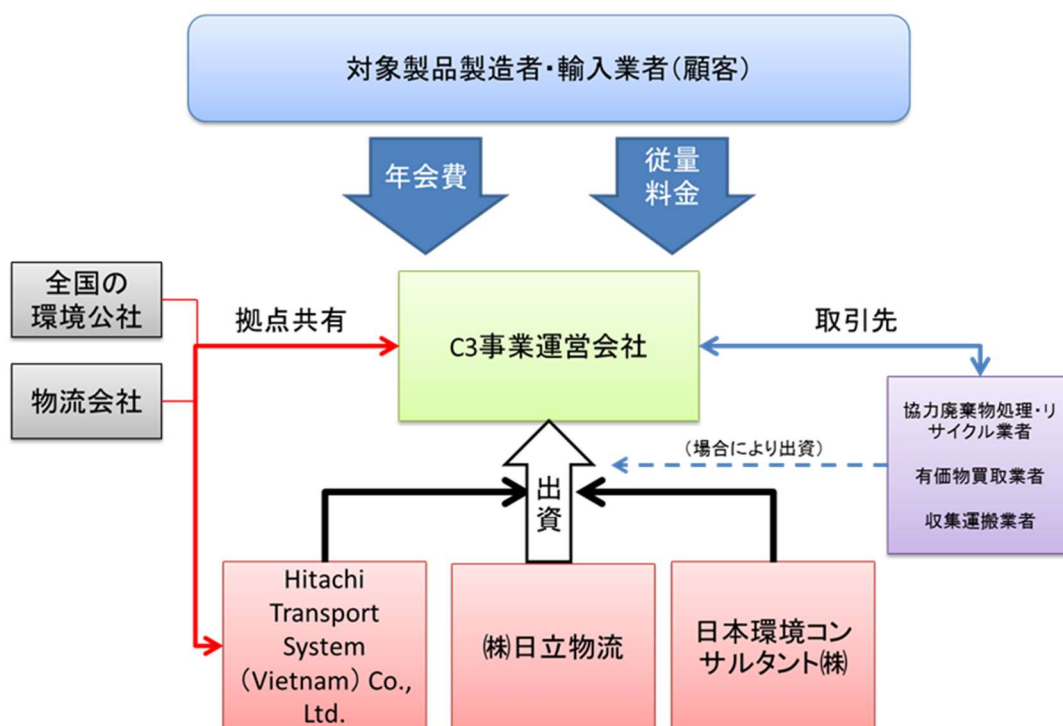 対象製品製造者・輸入業者（顧客）
年会費
従量
料金
全国の
環境公社
拠点共有
C3事業運営会社
取引先
物流会社
協力廃棄物処理・リ
サイクル業者
有価物買取業者
収集運搬業者
（場合により出資）
出
資
Hitachi
Transport
System
（Vietnam）Co.,
Ltd.
㈱日立物流
日本環境コン
サルタント㈱